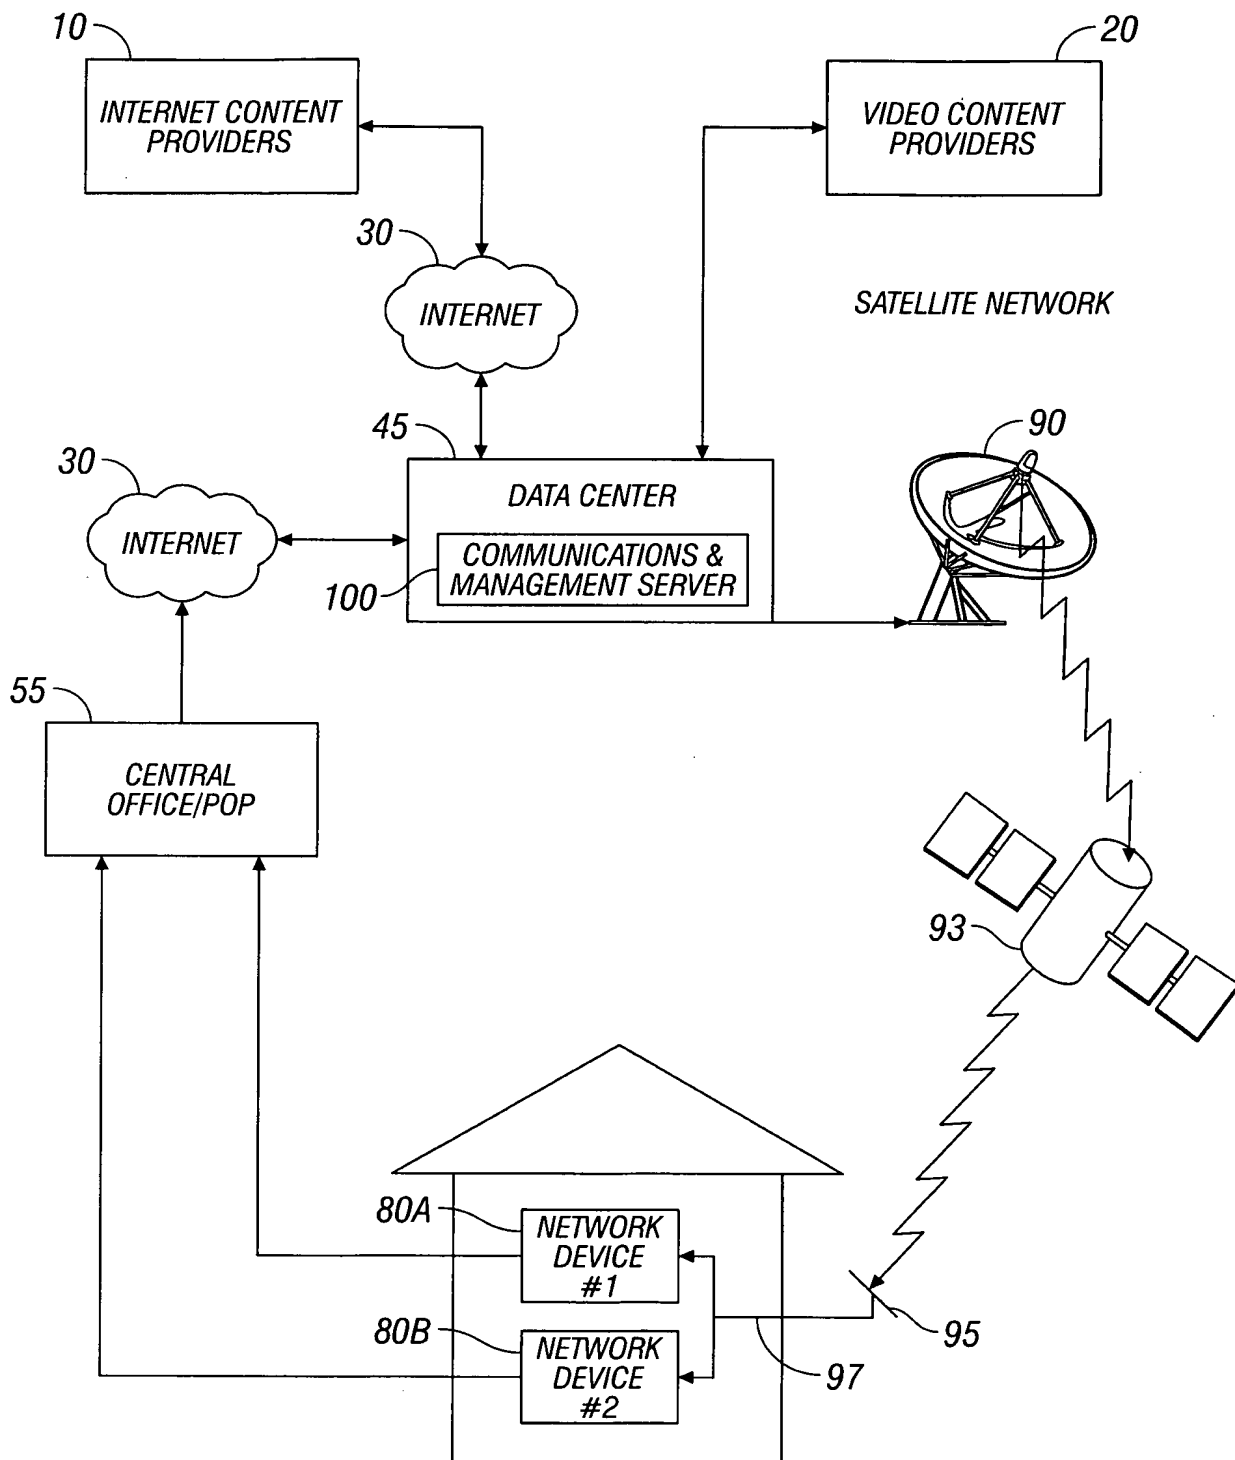 10
INTERNET CONTENT
PROVIDERS
20
VIDEO CONTENT
PROVIDERS
30
INTERNET
SATELLITE NETWORK
45
DATA CENTER
COMMUNICATIONS &
MANAGEMENT SERVER
100
90
30
INTERNET
55
CENTRAL
OFFICE/POP
93
80A
NETWORK
DEVICE
#1
80B
NETWORK
DEVICE
#2
95
97